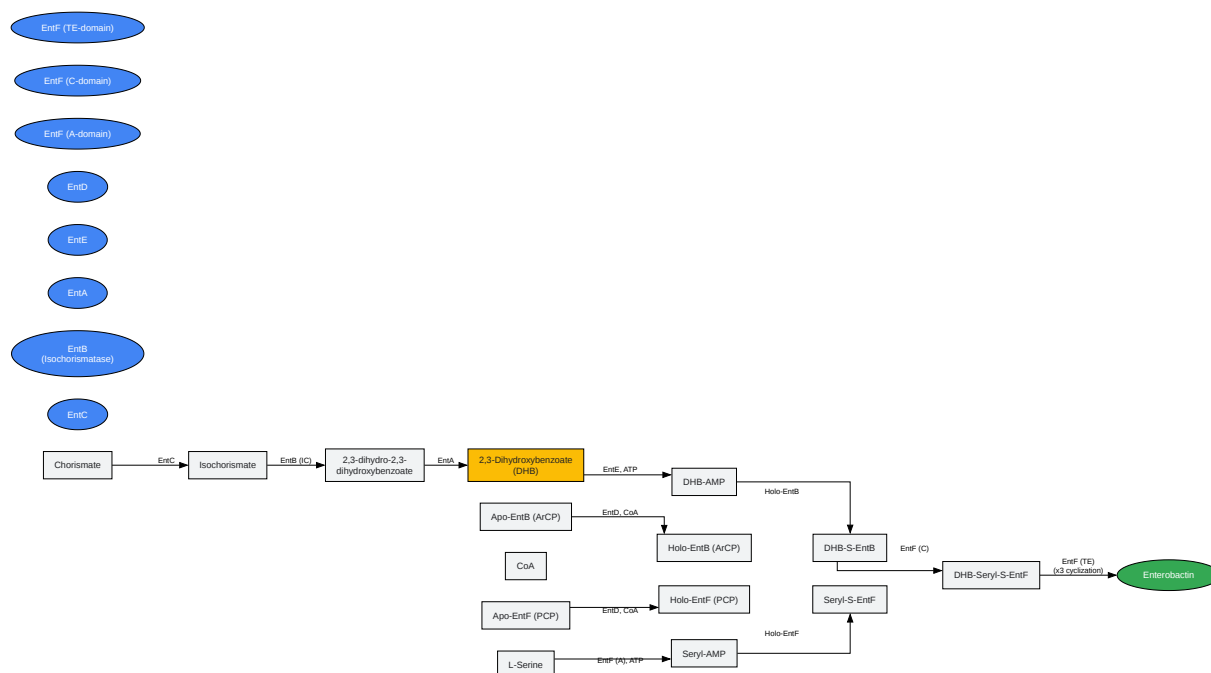 EntF (TE-domain)
EntF (C-domain)
EntF (A-domain)
EntD
EntE
EntA
EntB
(Isochorismatase)
EntC
Chorismate
EntC
Isochorismate
EntB (IC)
2,3-dihydro-2,3-
dihydroxybenzoate
EntA
2,3-Dihydroxybenzoate
(DHB)
EntE, ATP
DHB-AMP
Holo-EntB
Apo-EntB (ArCP)
EntD, CoA
Holo-EntB (ArCP)
DHB-S-EntB
EntF (C)
CoA
DHB-Seryl-S-EntF
EntF (TE)
(x3 cyclization)
Enterobactin
Apo-EntF (PCP)
EntD, CoA
Holo-EntF (PCP)
Seryl-S-EntF
L-Serine
EntF (A), ATP
Seryl-AMP
Holo-EntF